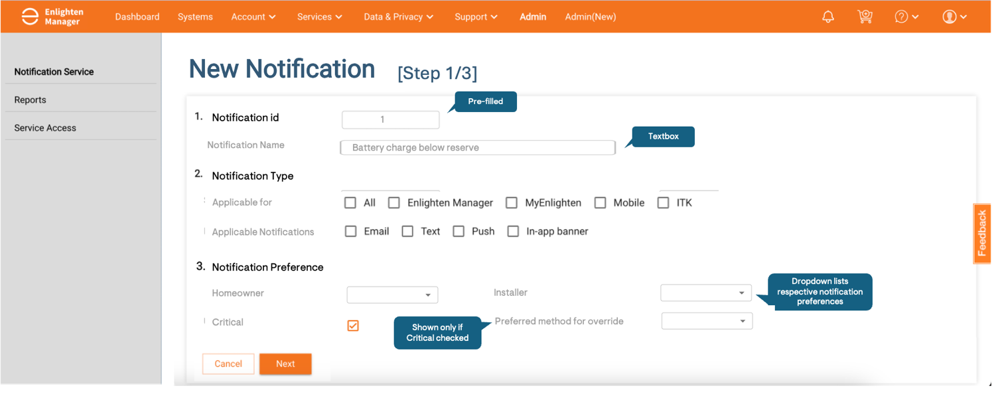 Enlighten
Manager
Dashboard Systems Account Services Data & Privacy Support Admin Admin(New)
Notification Service
Reports
Service Access
New Notification [Step 1/3]
Pre-filled
1. Notification id 1
Textbox
Notification Name Battery charge below reserve
2. Notification Type
Applicable for All Enlighten Manager MyEnlighten Mobile ITK
Applicable Notifications Email Text Push In-app banner
Feedback
3. Notification Preference
Homeowner Installer
Dropdown lists
respective notification
preferences
Critical
Shown only if
Critical checked
Preferred method for override
Cancel Next